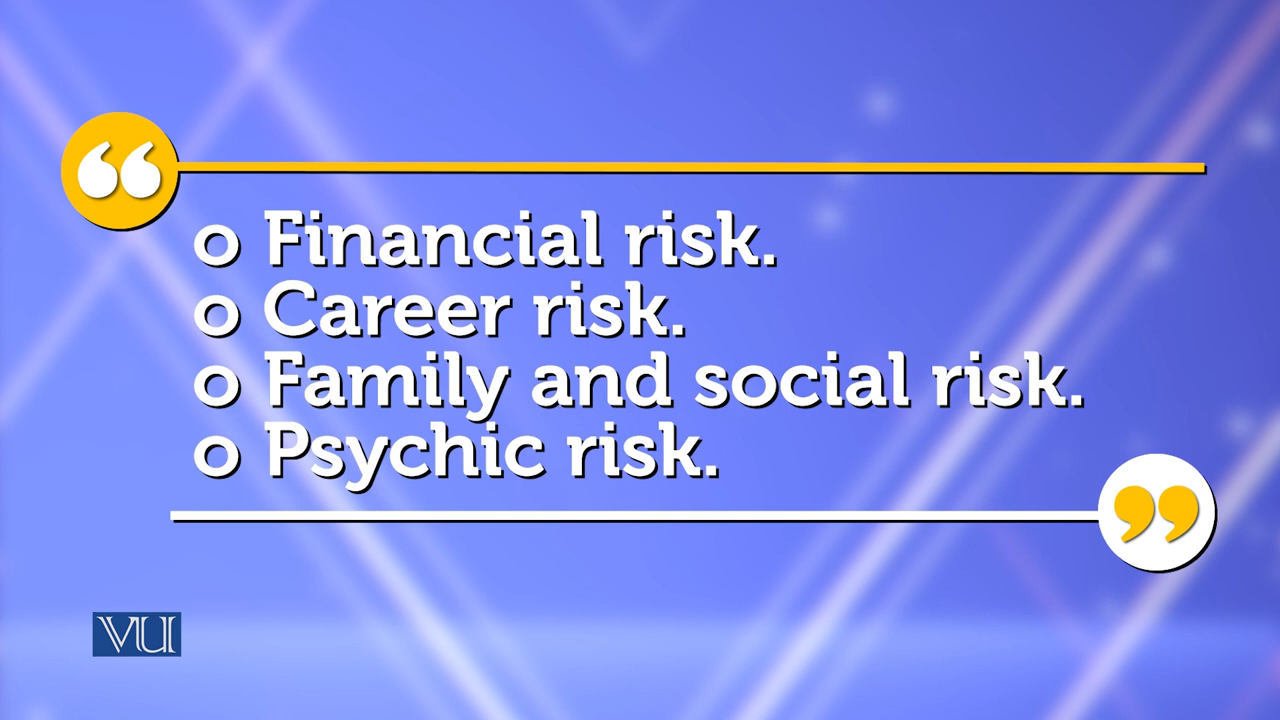 o Financial risk.
o Career risk.
o Family and social risk.
o Psychic risk.
VU